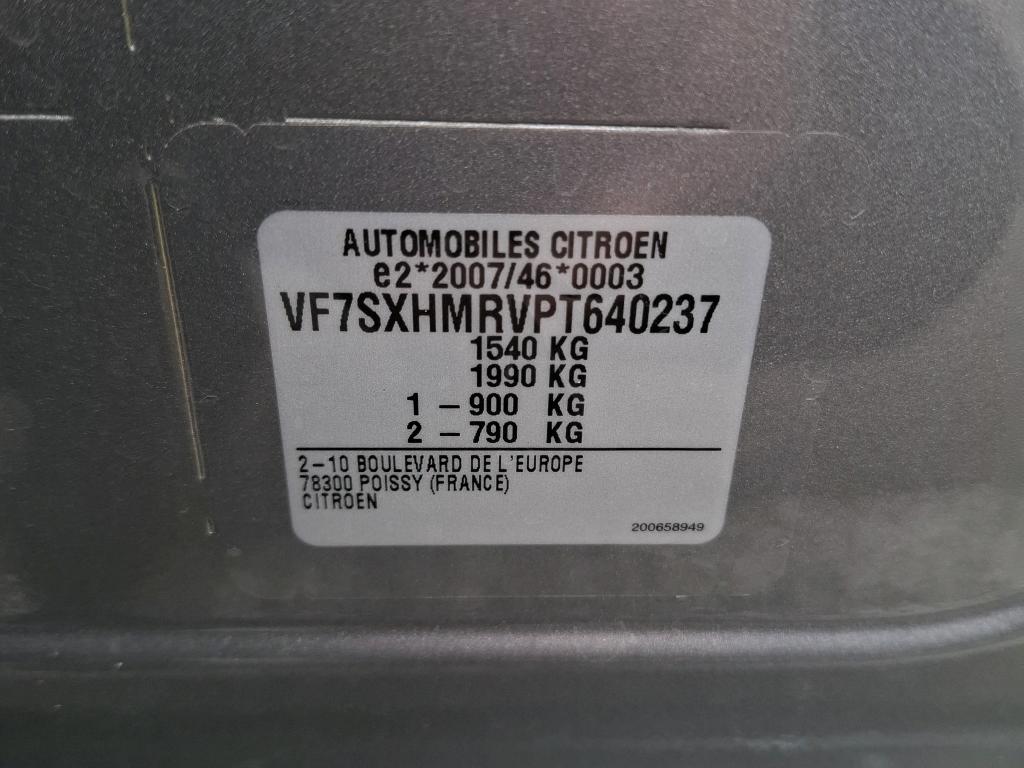 AUTOMOBILES CITROEN
e2*2007/46*0003
VF7SXHMRVPT640237
1540 KG
1990 KG
1 – 900 KG
2 – 790 KG
2–10 BOULEVARD DE L'EUROPE
78300 POISSY (FRANCE)
CITROEN
200658949